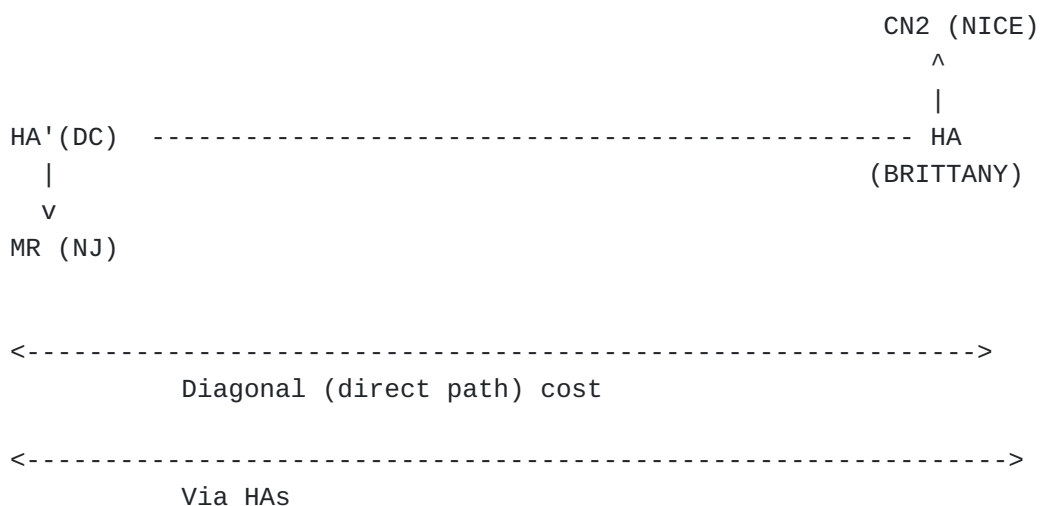 CN2 (NICE)
^
|
HA'(DC)  ------------------------------------------------- HA
|                                                     (BRITTANY)
v
MR (NJ)
<------------------------------------------------------------->
Diagonal (direct path) cost
<--------------------------------------------------------------->
Via HAs